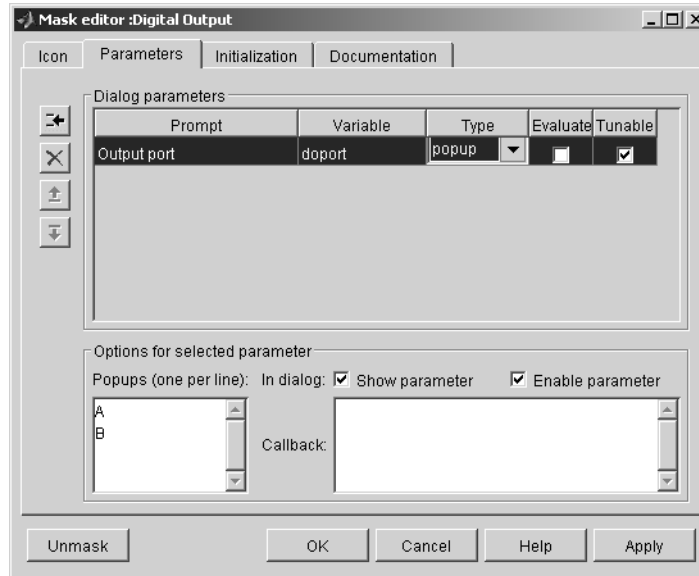 Mask editor :Digital Output
Icon Parameters Initialization Documentation
Dialog parameters
Prompt Variable Type Evaluate Tunable
Output port doport popup
Options for selected parameter
Popups (one per line): In dialog: Show parameter Enable parameter
A
B
Callback:
Unmask OK Cancel Help Apply